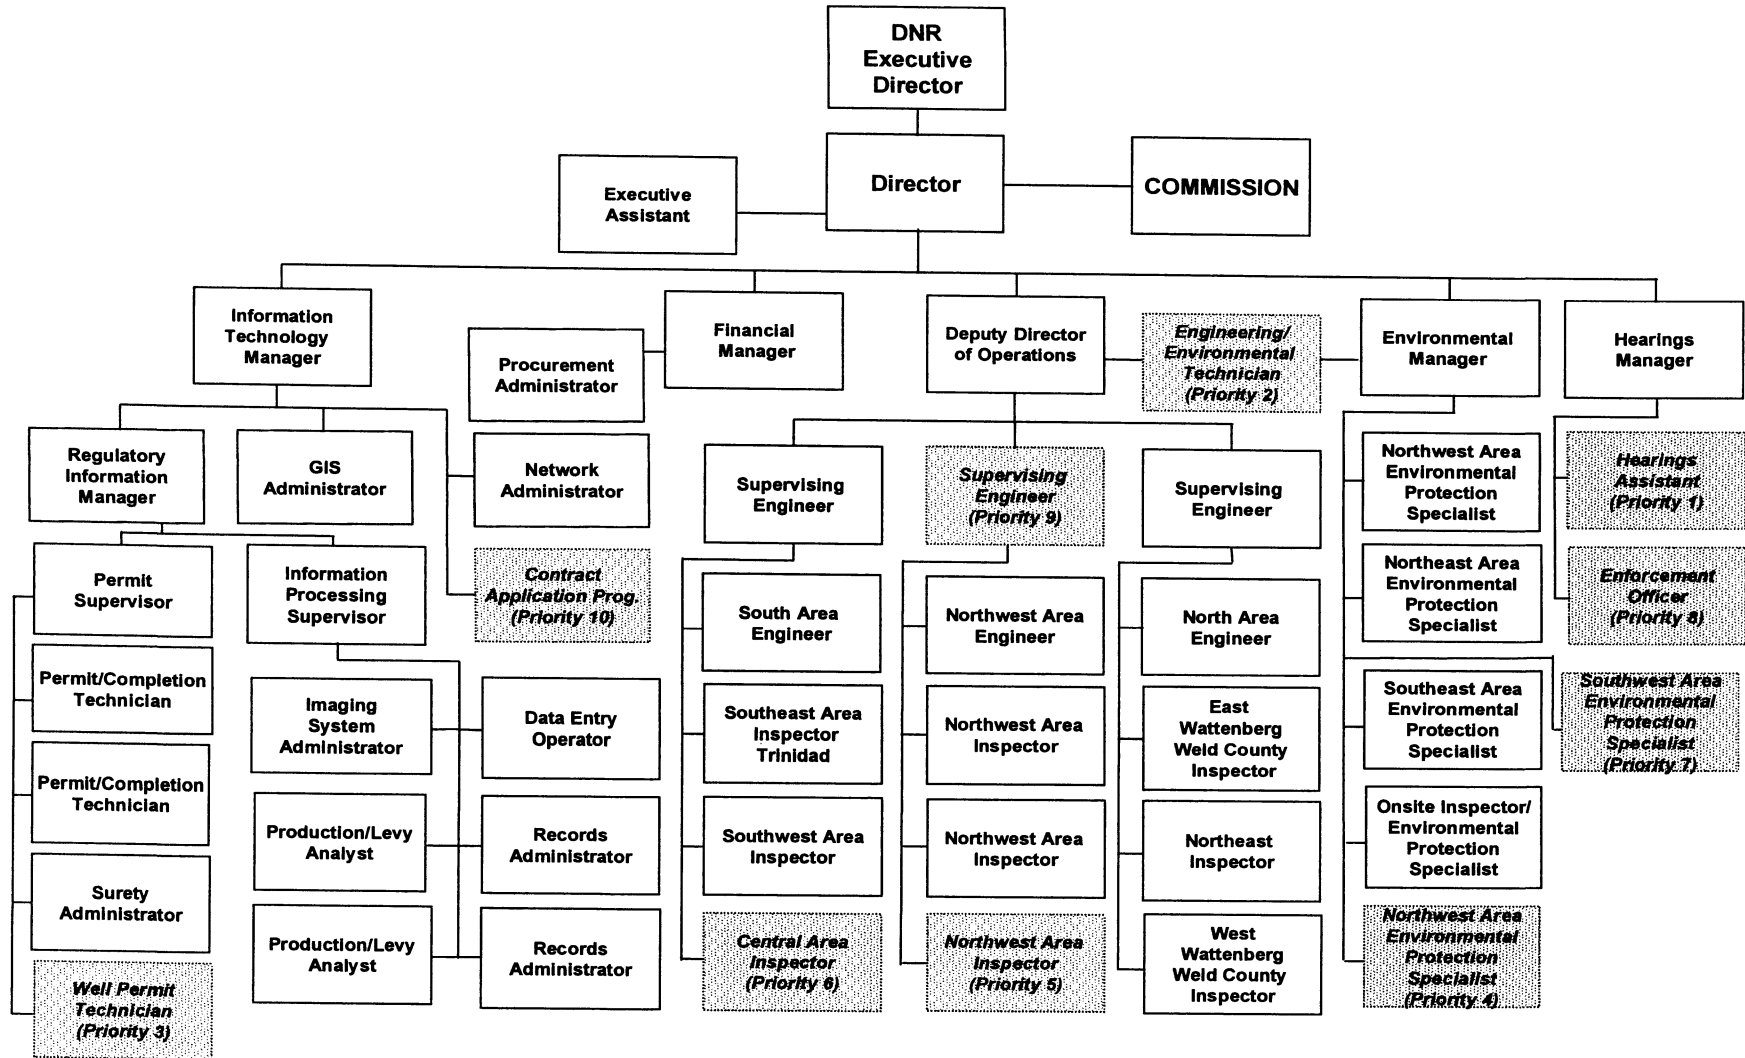 DNR
Executive
Director
Director
COMMISSION
Executive
Assistant
Information
Technology
Manager
Procurement
Administrator
Financial
Manager
Deputy Director
of Operations
Engineering/
Environmental
Technician
(Priority 2)
Environmental
Manager
Hearings
Manager
Regulatory
Information
Manager
GIS
Administrator
Network
Administrator
Supervising
Engineer
Supervising
Engineer
(Priority 9)
Supervising
Engineer
Northwest Area
Environmental
Protection
Specialist
Hearings
Assistant
(Priority 1)
Permit
Supervisor
Information
Processing
Supervisor
Contract
Application Prog.
(Priority 10)
South Area
Engineer
Northwest Area
Engineer
North Area
Engineer
Northeast Area
Environmental
Protection
Specialist
Enforcement
Officer
(Priority 8)
Permit/Completion
Technician
Imaging
System
Administrator
Data Entry
Operator
Southeast Area
Inspector
Trinidad
Northwest Area
Inspector
East
Wattenberg
Weld County
Inspector
Southeast Area
Environmental
Protection
Specialist
Southwest Area
Environmental
Protection
Specialist
(Priority 7)
Permit/Completion
Technician
Production/Levy
Analyst
Records
Administrator
Southwest Area
Inspector
Northwest Area
Inspector
Northeast
Inspector
Onsite Inspector/
Environmental
Protection
Specialist
Surety
Administrator
Production/Levy
Analyst
Records
Administrator
Central Area
Inspector
(Priority 6)
Northwest Area
Inspector
(Priority 5)
West
Wattenberg
Weld County
Inspector
Northwest Area
Environmental
Protection
Specialist
(Priority 4)
Well Permit
Technician
(Priority 3)